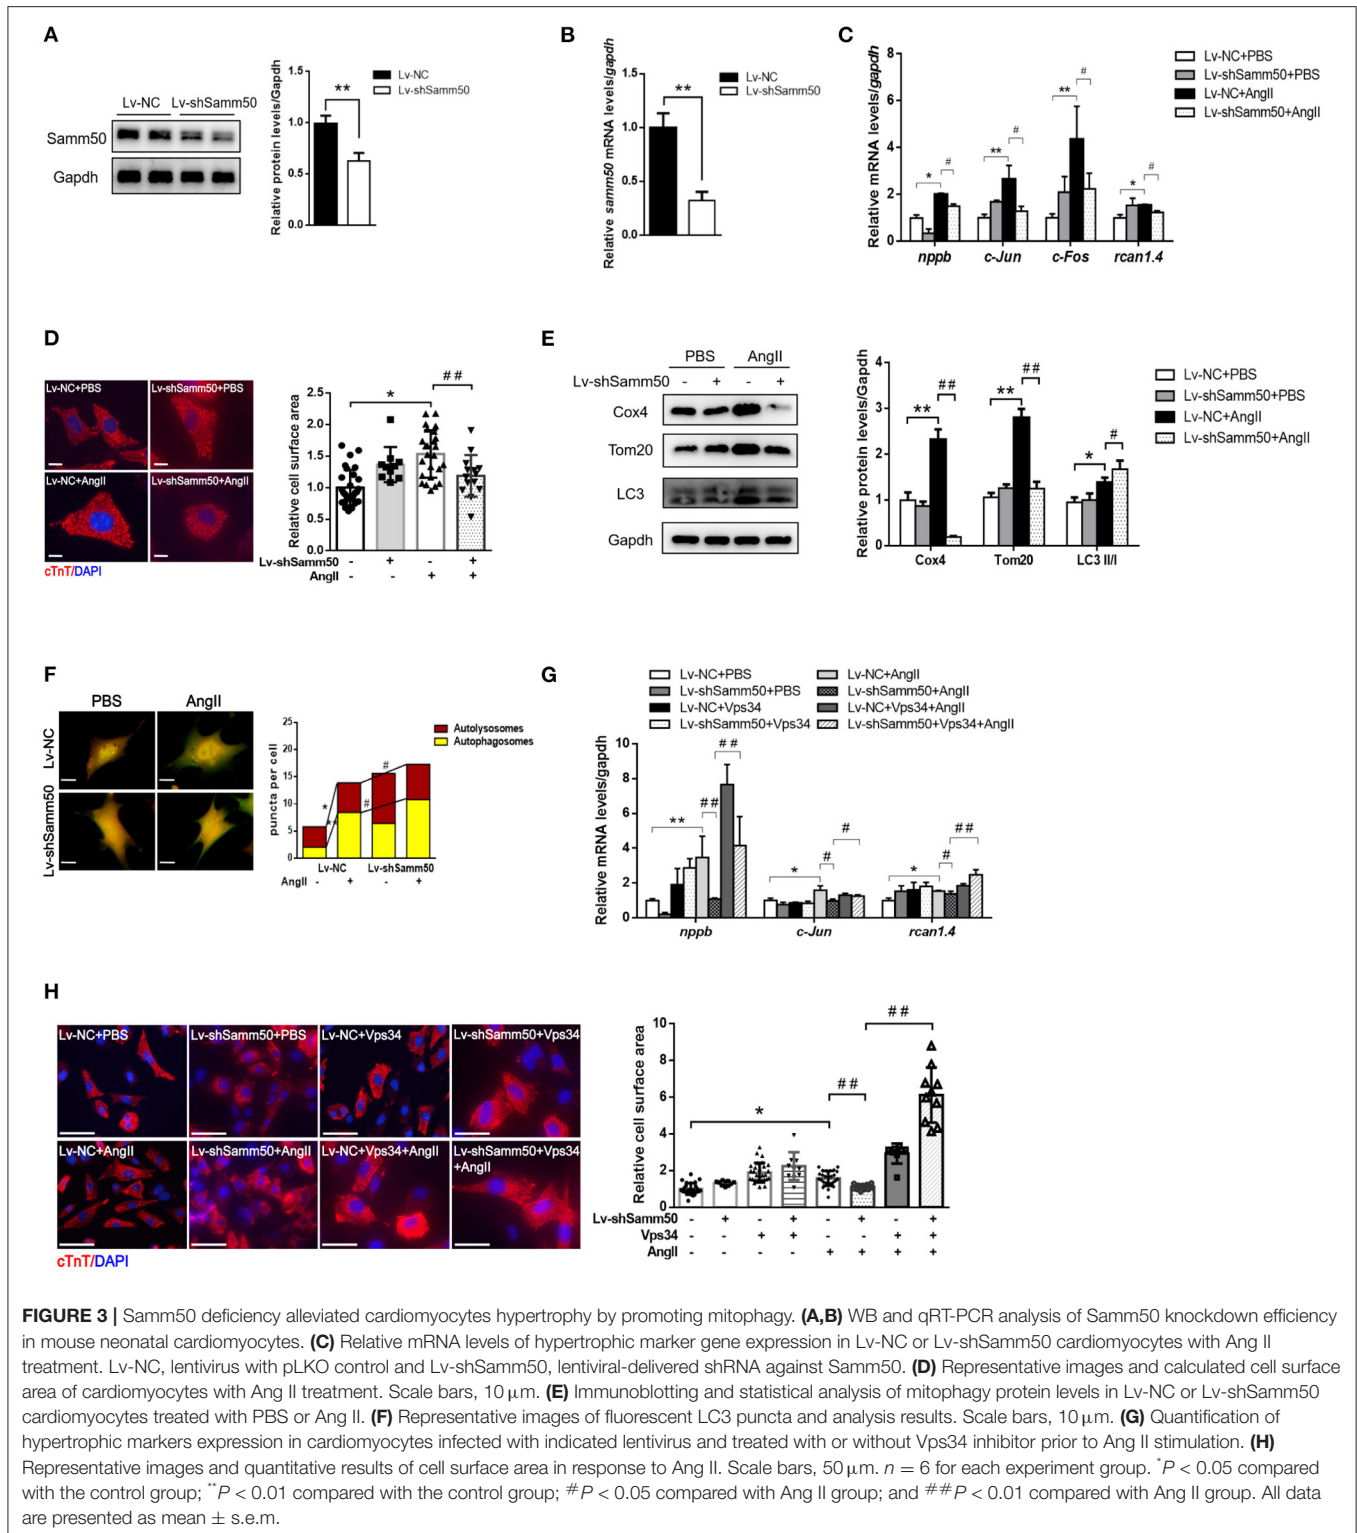 A
Lv-NC Lv-shSamm50
Samm50
Gapdh
Relative protein levels/Gapdh
1.5
1.0
0.5
0.0
**
Lv-NC
Lv-shSamm50
B
Relative samm50 mRNA levels/gapdh
1.5
1.0
0.5
0.0
**
Lv-NC
Lv-shSamm50
C
Relative mRNA levels/gapdh
8
6
4
2
0
* #
** #
** #
* #
nppb c-Jun c-Fos rcan1.4
Lv-NC+PBS
Lv-shSamm50+PBS
Lv-NC+AngII
Lv-shSamm50+AngII
D
Lv-NC+PBS Lv-shSamm50+PBS
Lv-NC+AngII Lv-shSamm50+AngII
cTnT/DAPI
Relative cell surface area
2.5
2.0
1.5
1.0
0.5
0.0
* ##
Lv-shSamm50 - + - +
AngII - - + +
E
PBS AngII
Lv-shSamm50 - + - +
Cox4
Tom20
LC3
Gapdh
Relative protein levels/Gapdh
4
3
2
1
0
** ##
** ##
* #
Cox4 Tom20 LC3 II/I
Lv-NC+PBS
Lv-shSamm50+PBS
Lv-NC+AngII
Lv-shSamm50+AngII
F
PBS AngII
Lv-NC
Lv-shSamm50
puncta per cell
25
20
15
10
5
0
* ** # #
Autolysosomes
Autophagosomes
Lv-NC Lv-shSamm50
AngII - + - +
G
Lv-NC+PBS Lv-NC+AngII
Lv-shSamm50+PBS Lv-shSamm50+AngII
Lv-NC+Vps34 Lv-NC+Vps34+AngII
Lv-shSamm50+Vps34 Lv-shSamm50+Vps34+AngII
Relative mRNA levels/gapdh
10
8
6
4
2
0
** ## ##
* # #
* # ##
nppb c-Jun rcan1.4
H
Lv-NC+PBS Lv-shSamm50+PBS Lv-NC+Vps34 Lv-shSamm50+Vps34
Lv-NC+AngII Lv-shSamm50+AngII Lv-NC+Vps34+AngII Lv-shSamm50+Vps34
+AngII
cTnT/DAPI
Relative cell surface area
10
8
6
4
2
0
* ## ##
Lv-shSamm50 - + - + - + - +
Vps34 - - + + - - + +
AngII - - - - + + + +
FIGURE 3 | Samm50 deficiency alleviated cardiomyocytes hypertrophy by promoting mitophagy. (A,B) WB and qRT-PCR analysis of Samm50 knockdown efficiency
in mouse neonatal cardiomyocytes. (C) Relative mRNA levels of hypertrophic marker gene expression in Lv-NC or Lv-shSamm50 cardiomyocytes with Ang II
treatment. Lv-NC, lentivirus with pLKO control and Lv-shSamm50, lentiviral-delivered shRNA against Samm50. (D) Representative images and calculated cell surface
area of cardiomyocytes with Ang II treatment. Scale bars, 10 μm. (E) Immunoblotting and statistical analysis of mitophagy protein levels in Lv-NC or Lv-shSamm50
cardiomyocytes treated with PBS or Ang II. (F) Representative images of fluorescent LC3 puncta and analysis results. Scale bars, 10 μm. (G) Quantification of
hypertrophic markers expression in cardiomyocytes infected with indicated lentivirus and treated with or without Vps34 inhibitor prior to Ang II stimulation. (H)
Representative images and quantitative results of cell surface area in response to Ang II. Scale bars, 50 μm. n = 6 for each experiment group. *P < 0.05 compared
with the control group; **P < 0.01 compared with the control group; #P < 0.05 compared with Ang II group; and ##P < 0.01 compared with Ang II group. All data
are presented as mean ± s.e.m.